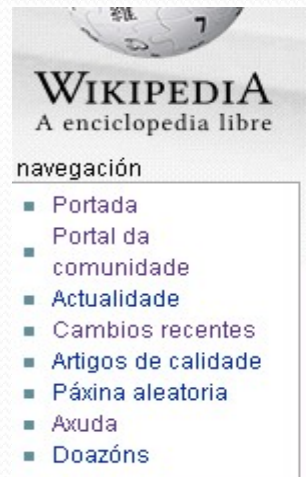 WIKIPEDIA
A enciclopedia libre
navegación
Portada
Portal da
comunidade
Actualidade
Cambios recentes
Artigos de calidade
Páxina aleatoria
Axuda
Doazóns